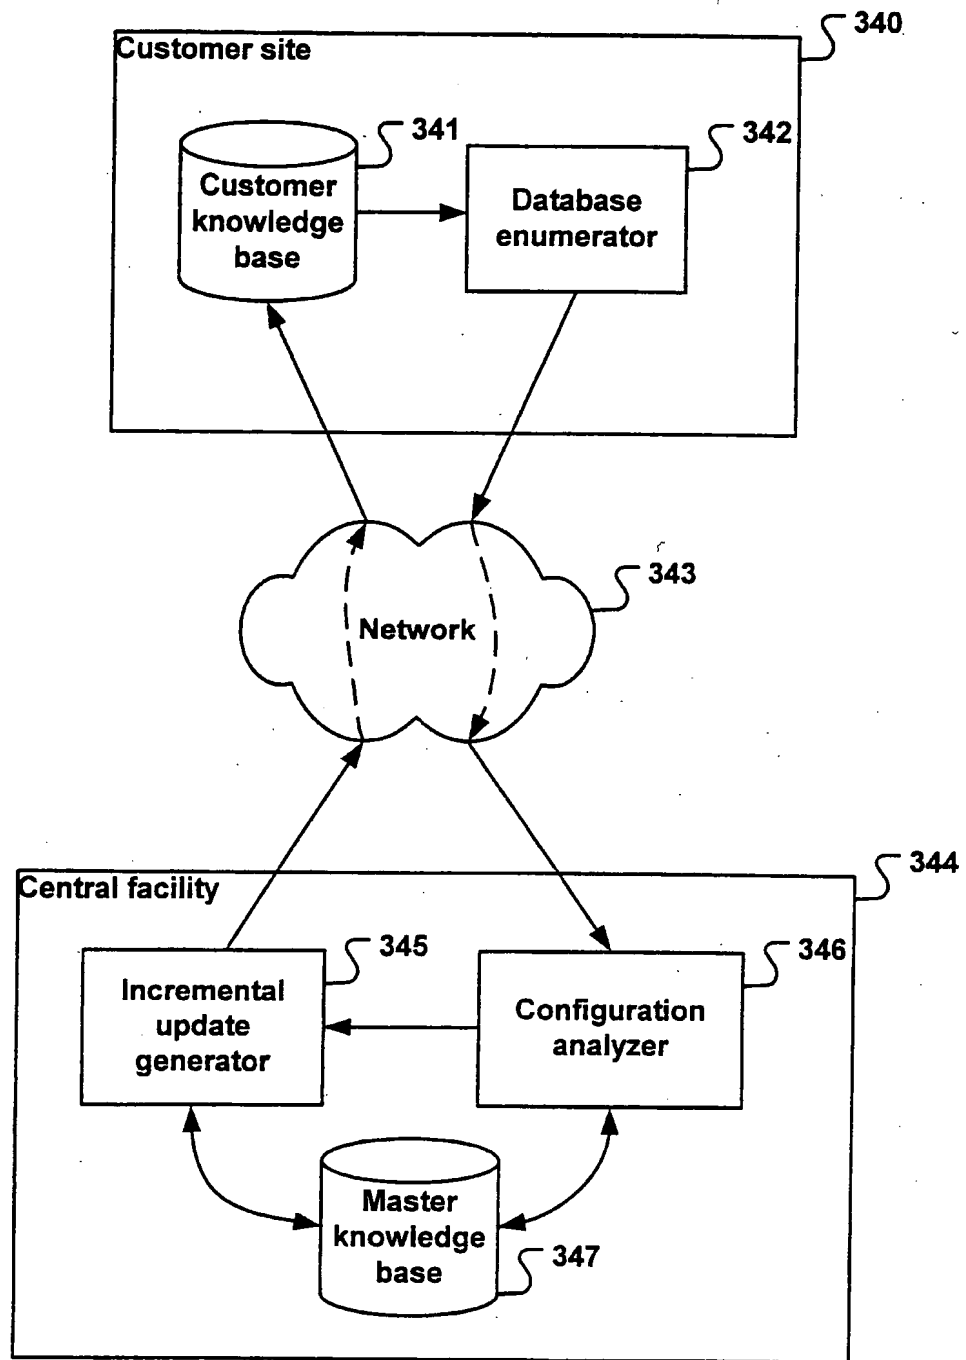 340
Customer site
341
342
Customer
knowledge
base
Database
enumerator
343
Network
344
Central facility
345
346
Incremental
update
generator
Configuration
analyzer
Master
knowledge
base
347